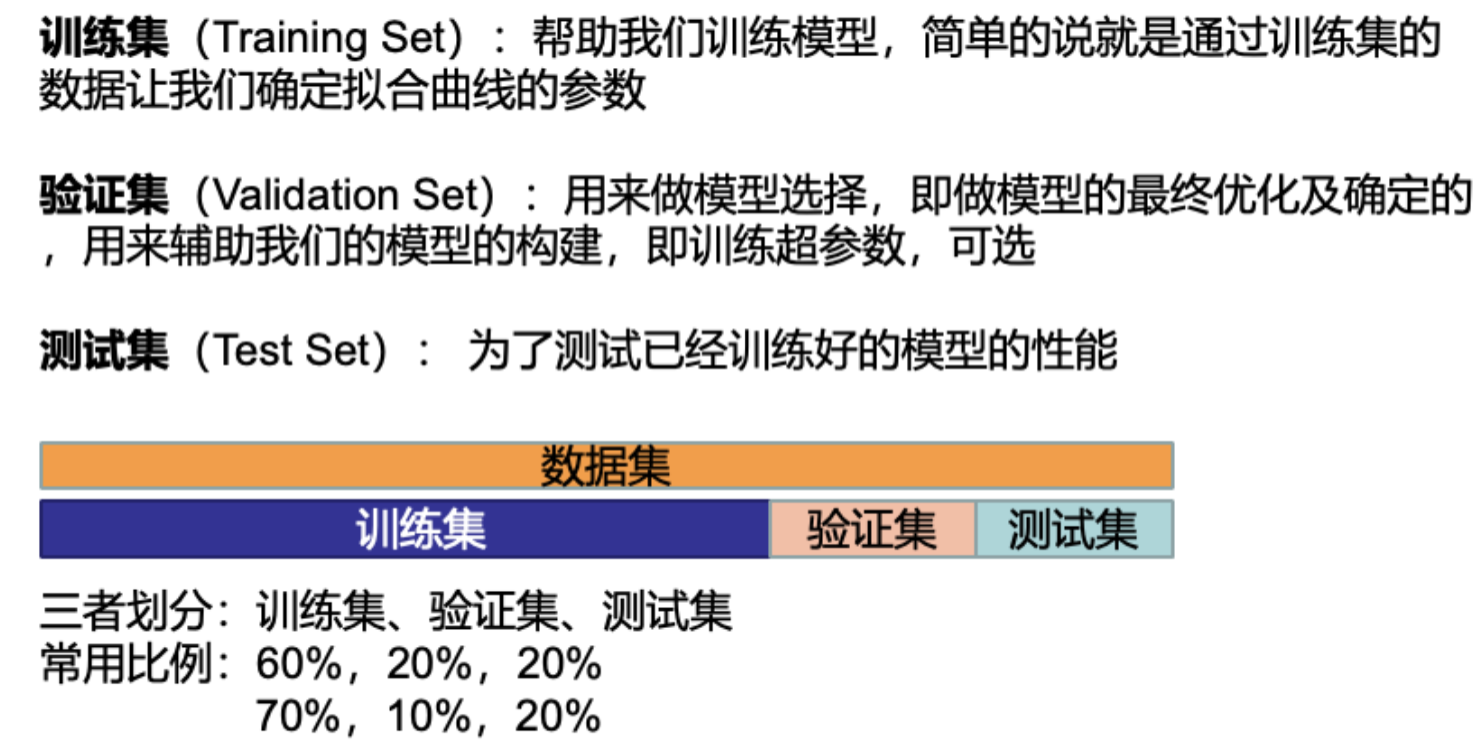 训练集（Training Set）：帮助我们训练模型，简单的说就是通过训练集的
数据让我们确定拟合曲线的参数
验证集（Validation Set）：用来做模型选择，即做模型的最终优化及确定的
，用来辅助我们的模型的构建，即训练超参数，可选
测试集（Test Set）： 为了测试已经训练好的模型的性能
数据集
训练集 验证集 测试集
三者划分：训练集、验证集、测试集
常用比例：60%，20%，20%
70%，10%，20%